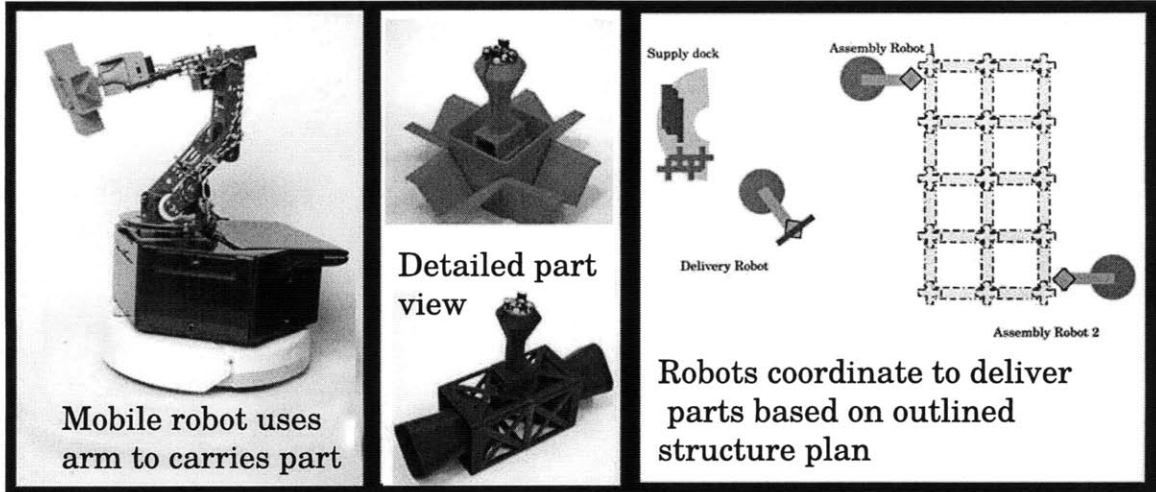 Mobile robot uses
arm to carries part
Detailed part
view
Supply dock
Assembly Robot 1
Delivery Robot
Assembly Robot 2
Robots coordinate to deliver
parts based on outlined
structure plan